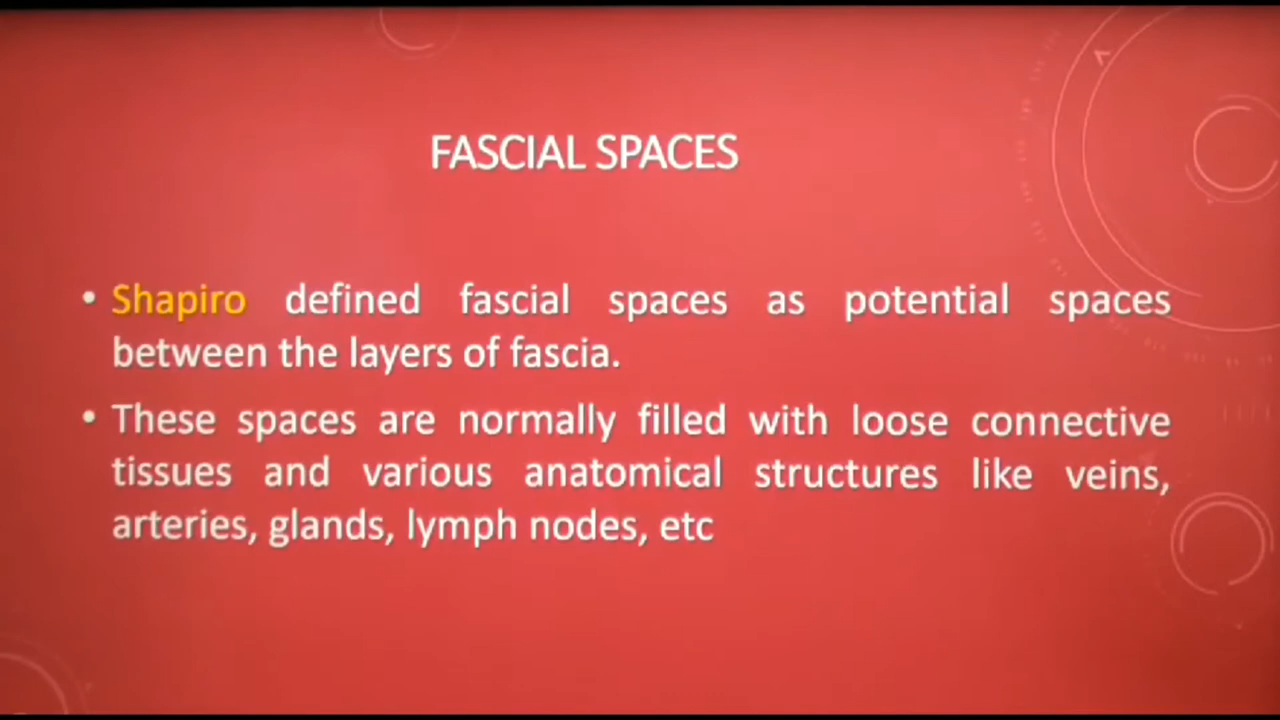 FASCIAL SPACES
• Shapiro defined fascial spaces as potential spaces
between the layers of fascia.
• These spaces are normally filled with loose connective
tissues and various anatomical structures like veins,
arteries, glands, lymph nodes, etc